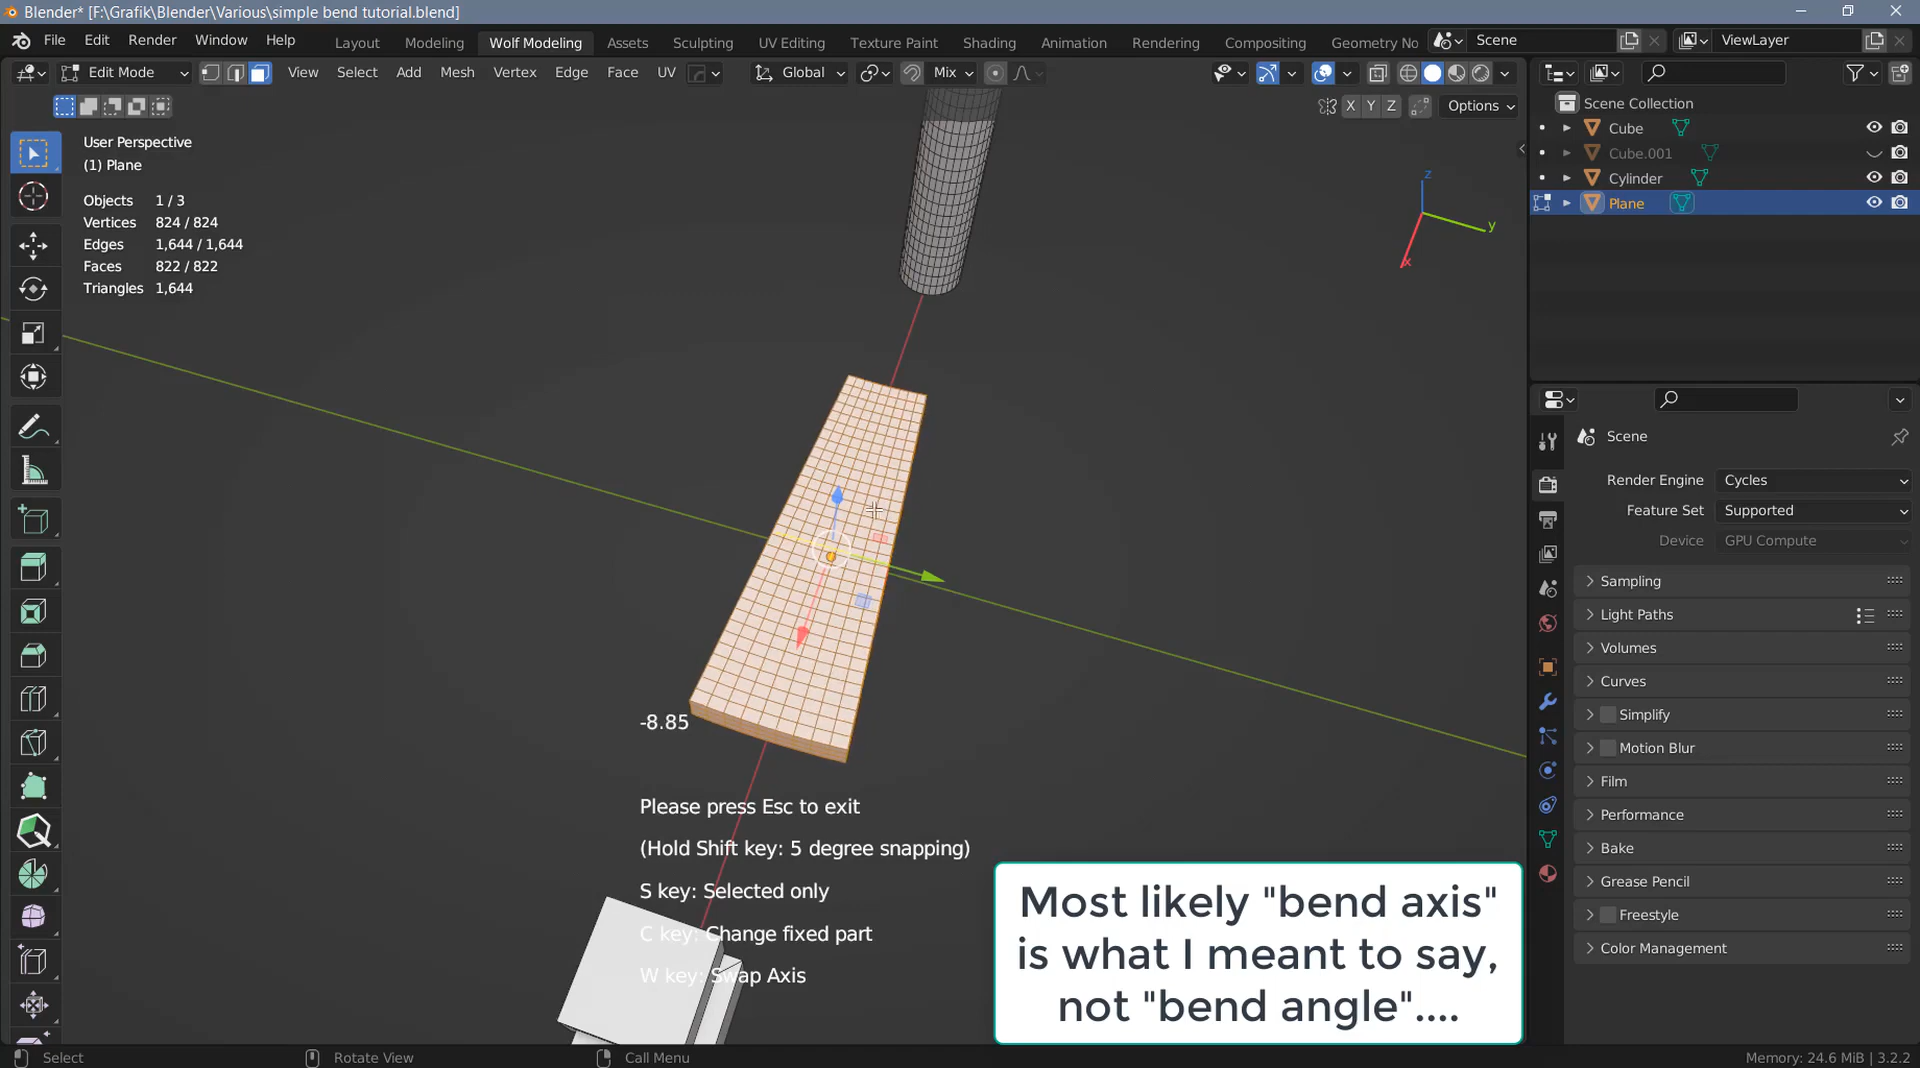 Blender* [F:\Grafik\Blender\Various\simple bend tutorial.blend]
File Edit Render Window Help Layout Modeling Wolf Modeling Assets Sculpting UV Editing Texture Paint Shading Animation Rendering Compositing Geometry No Scene ViewLayer
Edit Mode View Select Add Mesh Vertex Edge Face UV Global Mix
X Y Z Options
User Perspective
(1) Plane
Objects 1 / 3
Vertices 824 / 824
Edges 1,644 / 1,644
Faces 822 / 822
Triangles 1,644
z
y
x
-8.85
Please press Esc to exit
(Hold Shift key: 5 degree snapping)
S key: Selected only
C key: Change fixed part
W key: Swap Axis
Most likely "bend axis"
is what I meant to say,
not "bend angle"....
Scene Collection
Cube
Cube.001
Cylinder
Plane
Scene
Render Engine Cycles
Feature Set Supported
Device GPU Compute
Sampling
Light Paths
Volumes
Curves
Simplify
Motion Blur
Film
Performance
Bake
Grease Pencil
Freestyle
Color Management
Select Rotate View Call Menu Memory: 24.6 MiB | 3.2.2